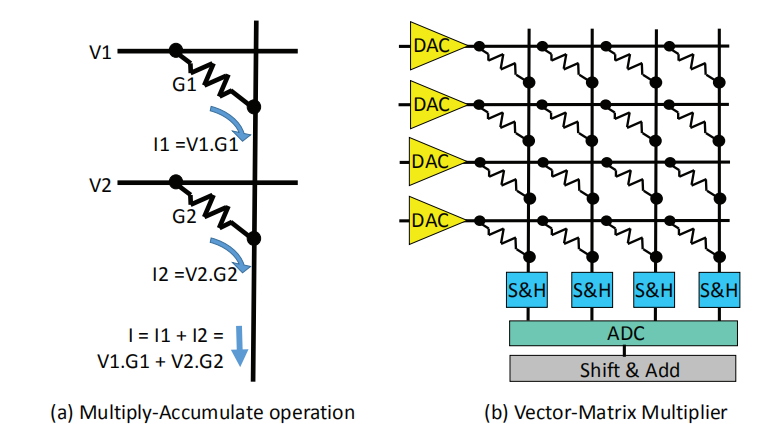 V1
G1
I1 =V1.G1
V2
G2
I2 =V2.G2
I = I1 + I2 =
V1.G1 + V2.G2
(a) Multiply-Accumulate operation
DAC
DAC
DAC
DAC
S&H S&H S&H S&H
ADC
Shift & Add
(b) Vector-Matrix Multiplier